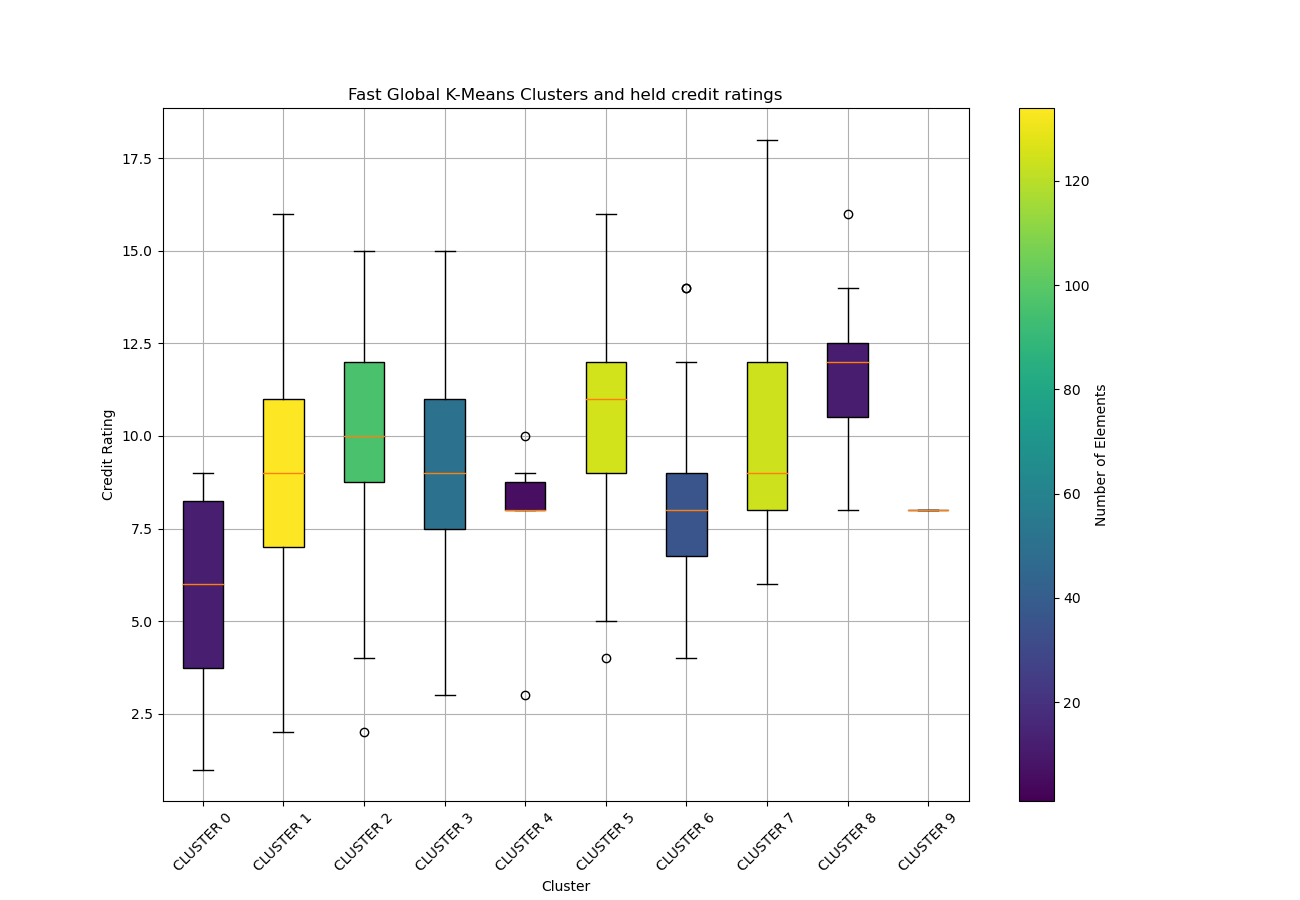 Fast Global K-Means Clusters and held credit ratings
17.5
15.0
12.5
10.0
7.5
5.0
2.5
Credit Rating
CLUSTER 0
CLUSTER 1
CLUSTER 2
CLUSTER 3
CLUSTER 4
CLUSTER 5
CLUSTER 6
CLUSTER 7
CLUSTER 8
CLUSTER 9
Cluster
120
100
80
60
40
20
Number of Elements